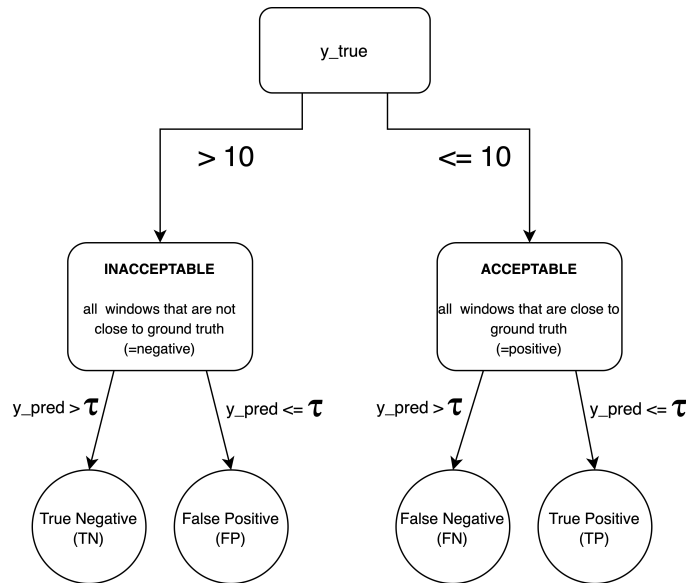 y_true
> 10
<= 10
INACCEPTABLE
all windows that are not
close to ground truth
(=negative)
ACCEPTABLE
all windows that are close to
ground truth
(=positive)
y_pred > τ
y_pred <= τ
y_pred > τ
y_pred <= τ
True Negative
(TN)
False Positive
(FP)
False Negative
(FN)
True Positive
(TP)